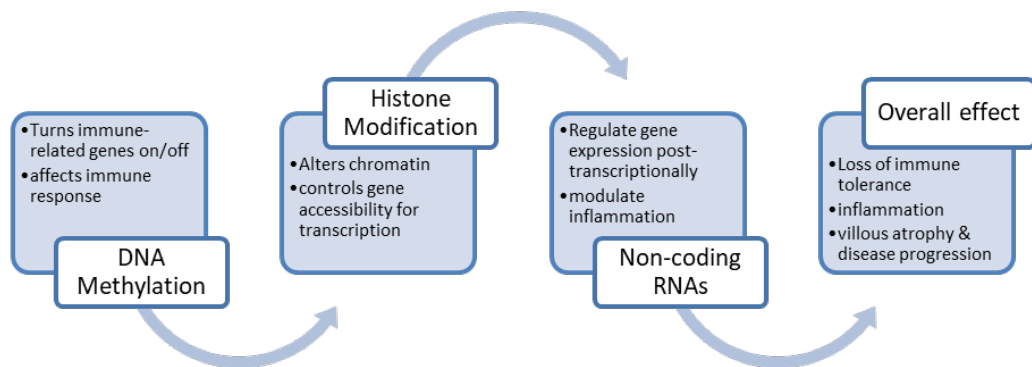 •Turns immune-
related genes on/off
•affects immune
response
DNA
Methylation
Histone
Modification
•Alters chromatin
•controls gene
accessibility for
transcription
•Regulate gene
expression post-
transcriptionally
•modulate
inflammation
Non-coding
RNAs
Overall effect
•Loss of immune
tolerance
•inflammation
•villous atrophy &
disease progression